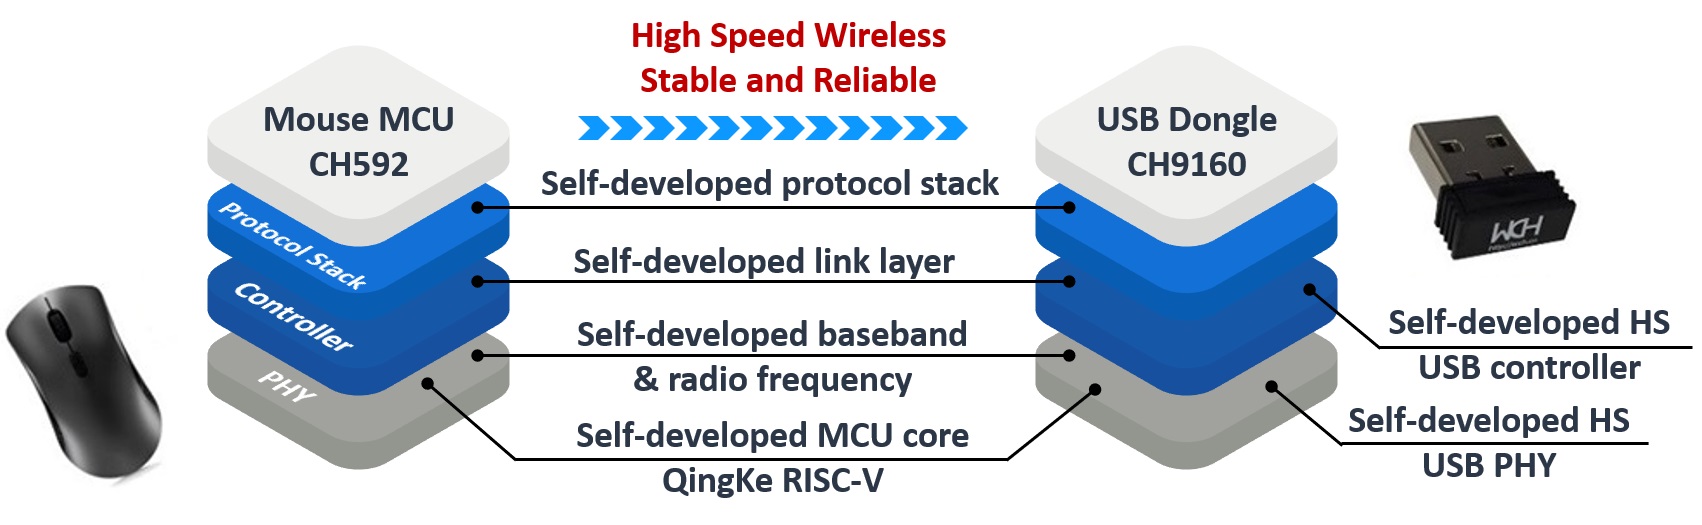 High Speed Wireless
Stable and Reliable
Mouse MCU
CH592
USB Dongle
CH9160
Self-developed protocol stack
Protocol Stack
Self-developed link layer
Controller
Self-developed baseband
& radio frequency
PHY
Self-developed MCU core
QingKe RISC-V
WCH
Self-developed HS
USB controller
Self-developed HS
USB PHY